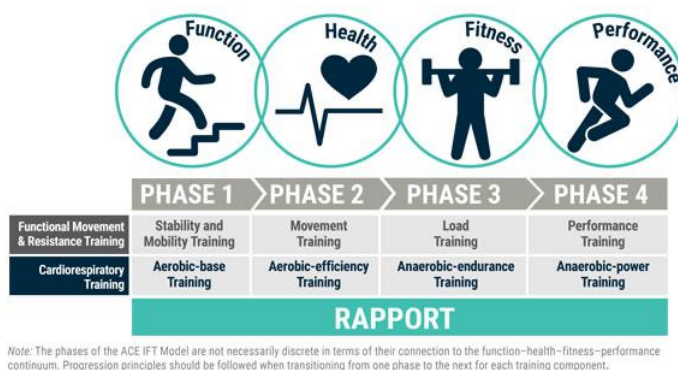 Function
Health
Fitness
Performance
PHASE 1
PHASE 2
PHASE 3
PHASE 4
Functional Movement
& Resistance Training
Stability and
Mobility Training
Movement
Training
Load
Training
Performance
Training
Cardiorespiratory
Training
Aerobic-base
Training
Aerobic-efficiency
Training
Anaerobic-endurance
Training
Anaerobic-power
Training
RAPPORT
Note: The phases of the ACE IFT Model are not necessarily discrete in terms of their connection to the function–health–fitness–performance
continuum. Progression principles should be followed when transitioning from one phase to the next for each training component.